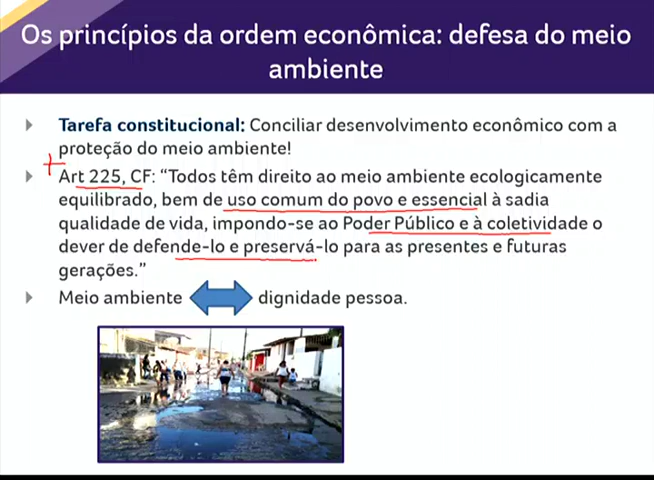 Os princípios da ordem econômica: defesa do meio
ambiente
Tarefa constitucional: Conciliar desenvolvimento econômico com a
proteção do meio ambiente!
Art 225, CF: “Todos têm direito ao meio ambiente ecologicamente
equilibrado, bem de uso comum do povo e essencial à sadia
qualidade de vida, impondo-se ao Poder Público e à coletividade o
dever de defende-lo e preservá-lo para as presentes e futuras
gerações.”
Meio ambiente dignidade pessoa.